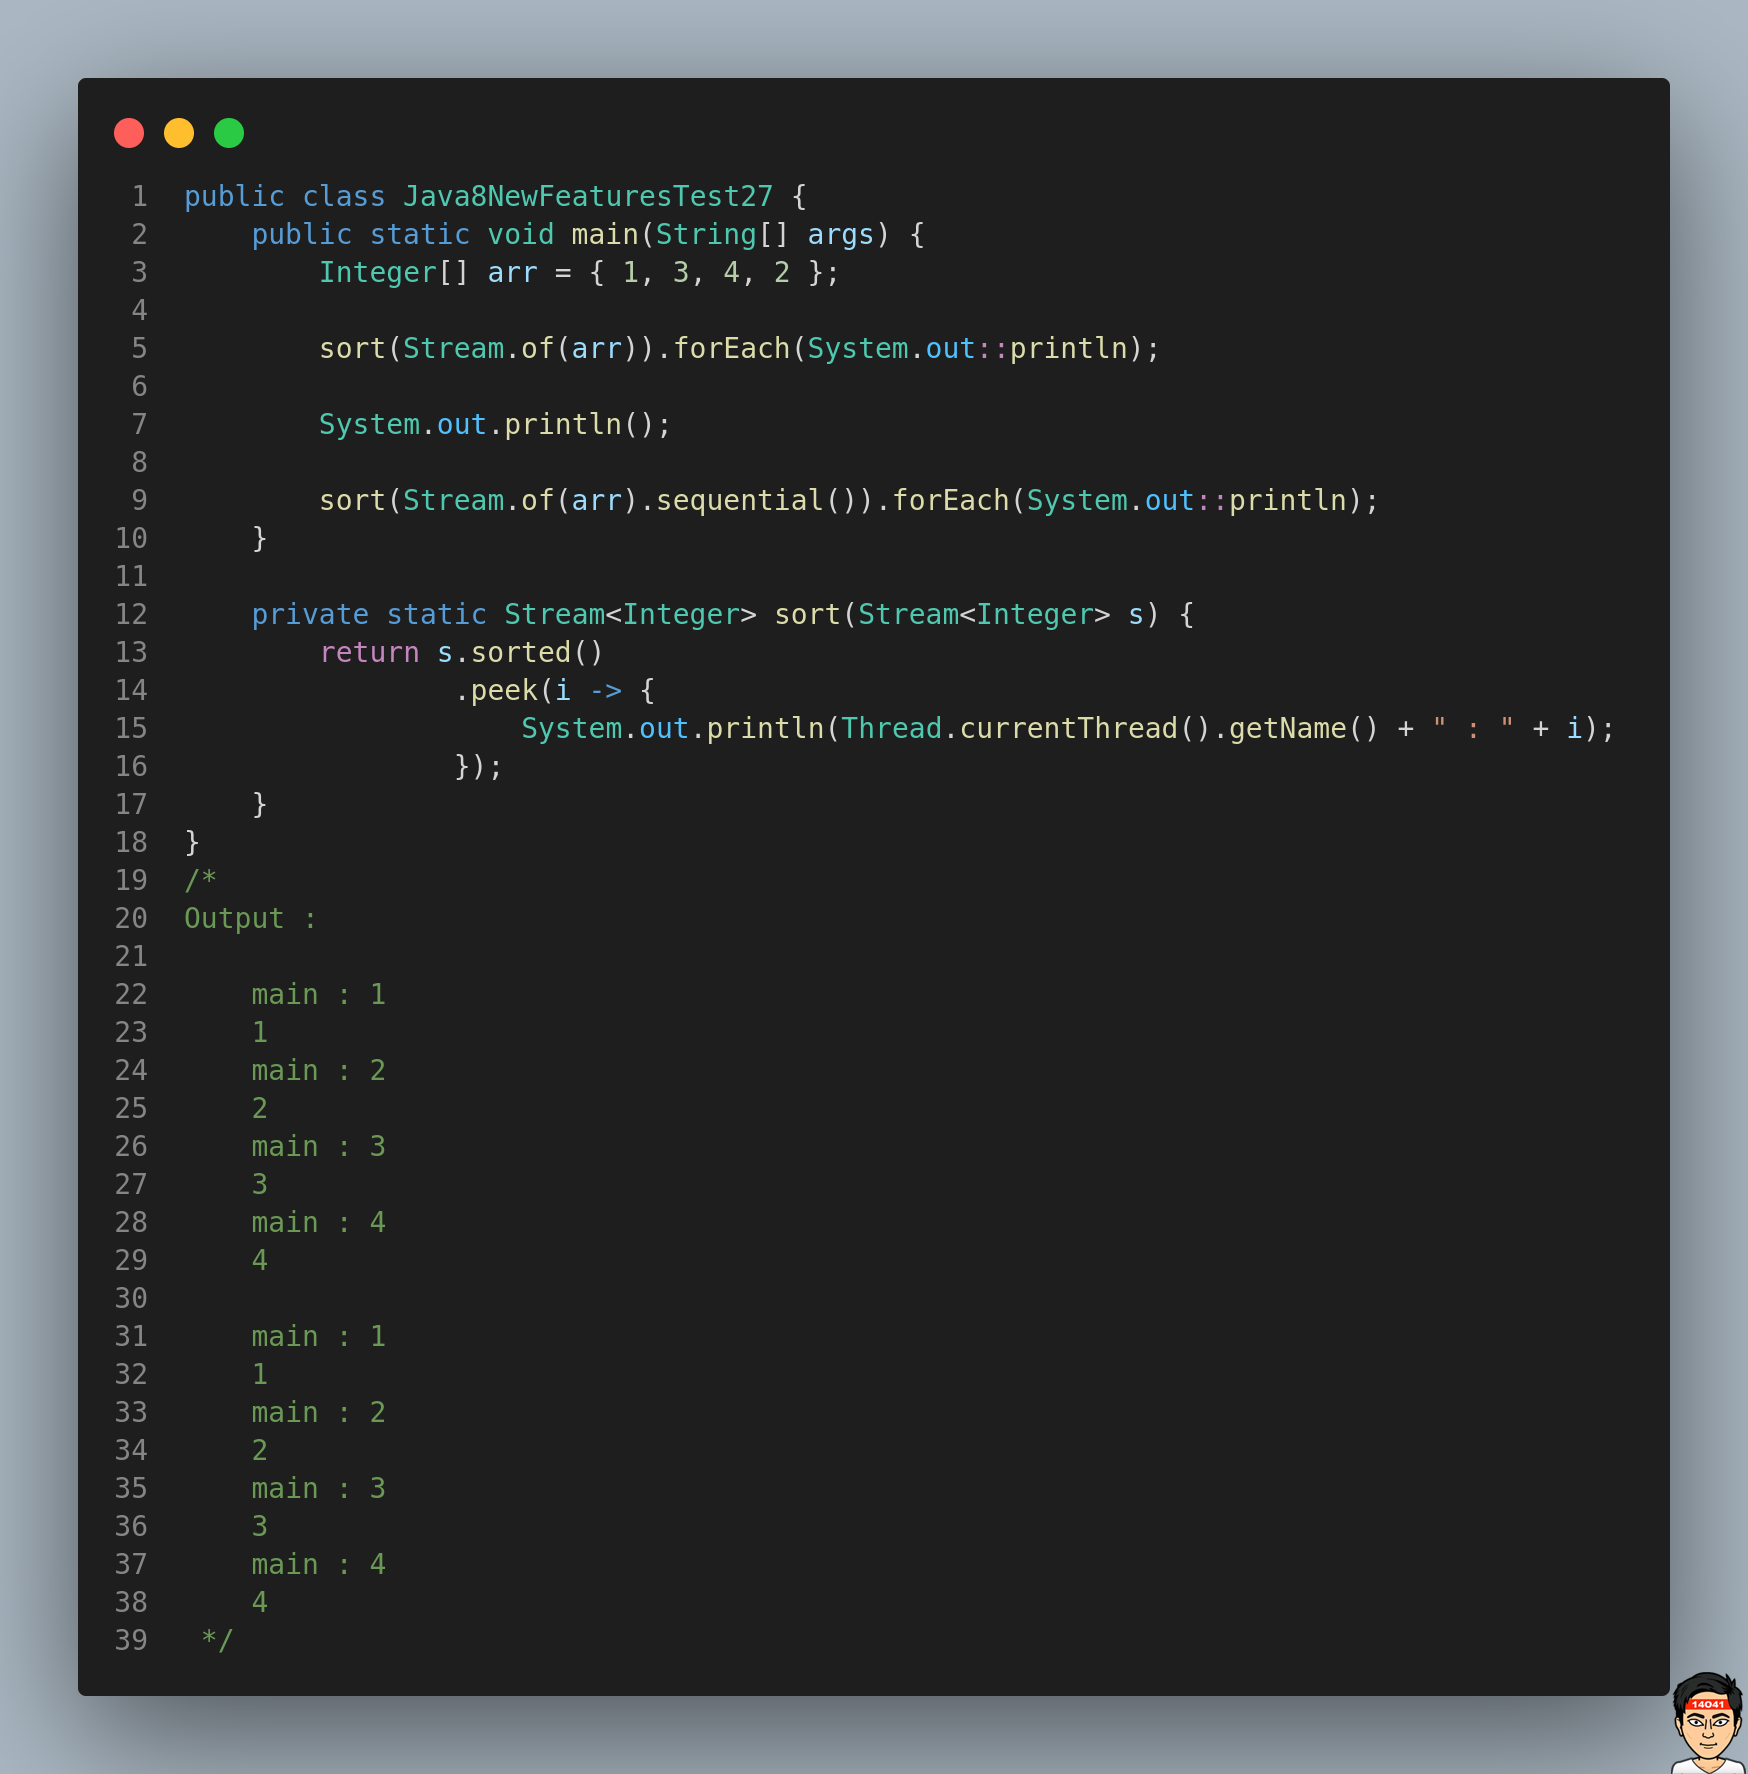 1 public class Java8NewFeaturesTest27 {
2     public static void main(String[] args) {
3         Integer[] arr = { 1, 3, 4, 2 };
4
5         sort(Stream.of(arr)).forEach(System.out::println);
6
7         System.out.println();
8
9         sort(Stream.of(arr).sequential()).forEach(System.out::println);
10     }
11
12     private static Stream<Integer> sort(Stream<Integer> s) {
13         return s.sorted()
14                 .peek(i -> {
15                     System.out.println(Thread.currentThread().getName() + " : " + i);
16                 });
17     }
18 }
19 /*
20 Output :
21
22     main : 1
23     1
24     main : 2
25     2
26     main : 3
27     3
28     main : 4
29     4
30
31     main : 1
32     1
33     main : 2
34     2
35     main : 3
36     3
37     main : 4
38     4
39  */
14041